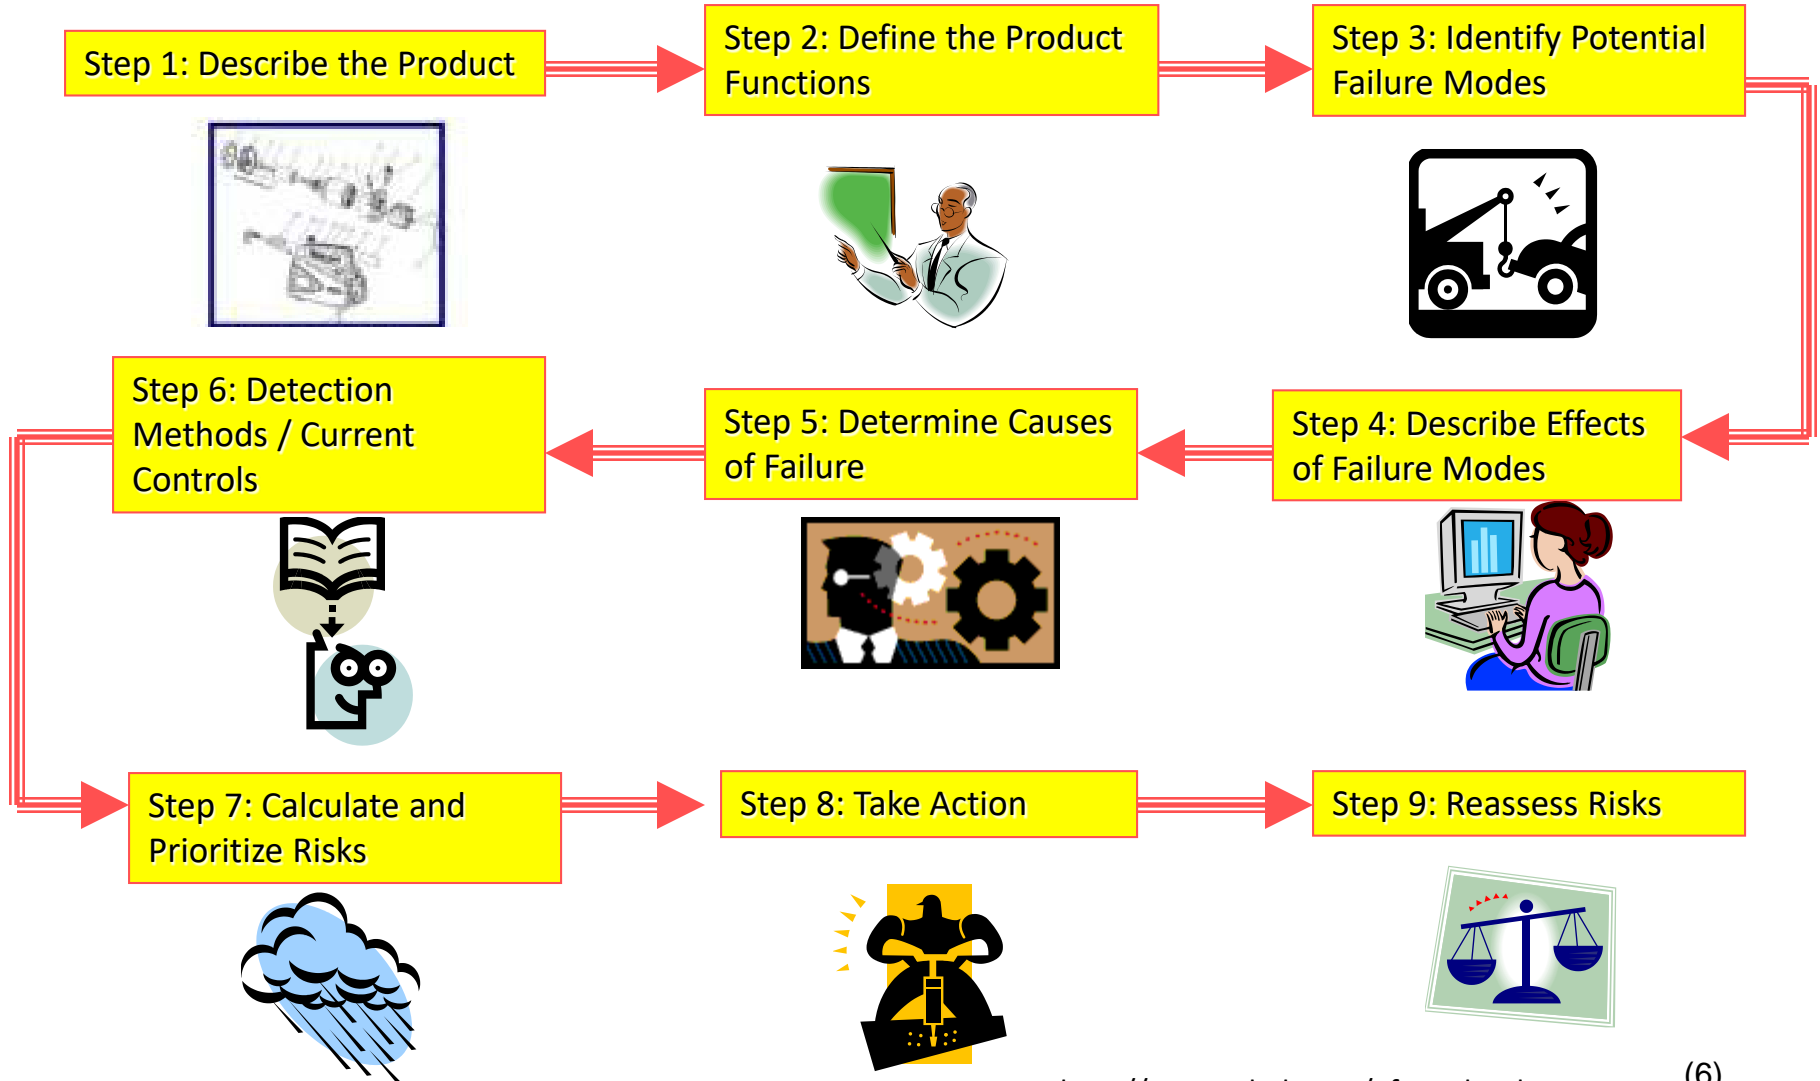 Step 1: Describe the Product
Step 2: Define the Product
Functions
Step 3: Identify Potential
Failure Modes
Step 4: Describe Effects
of Failure Modes
Step 5: Determine Causes
of Failure
Step 6: Detection
Methods / Current
Controls
Step 7: Calculate and
Prioritize Risks
Step 8: Take Action
Step 9: Reassess Risks
(6)